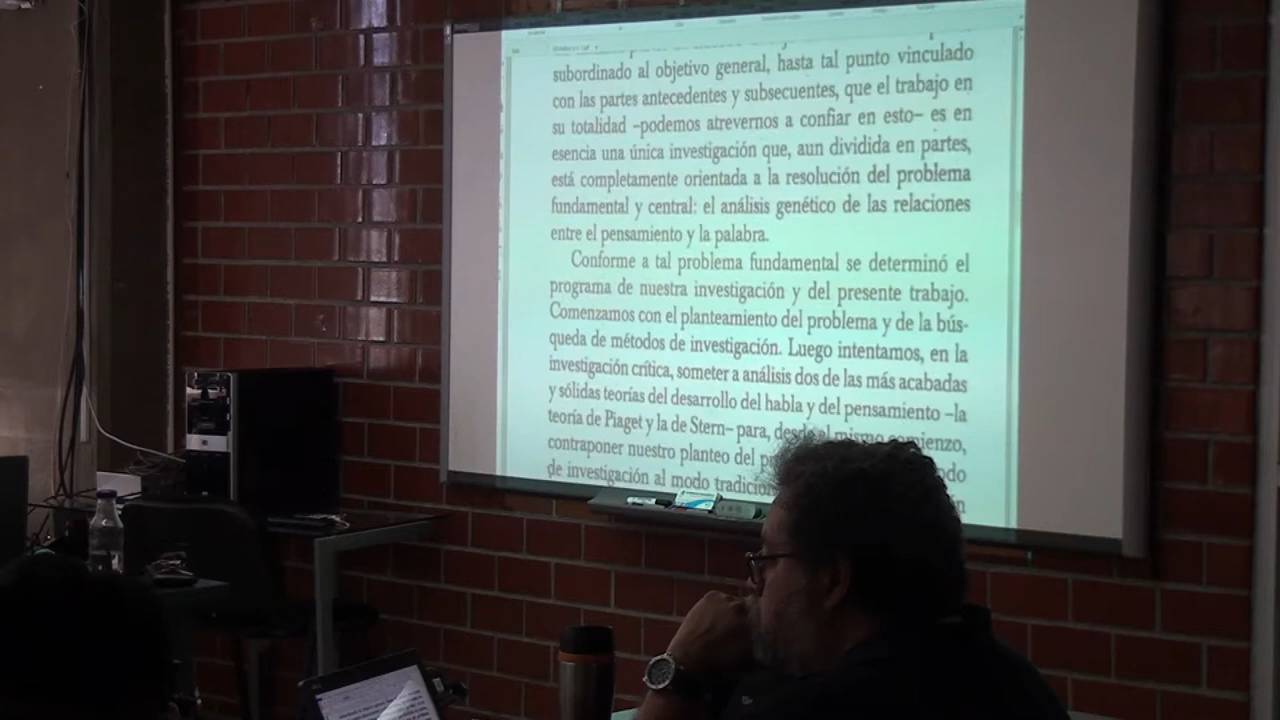 subordinado al objetivo general, hasta tal punto vinculado
con las partes antecedentes y subsecuentes, que el trabajo en
su totalidad –podemos atrevernos a confiar en esto– es en
esencia una única investigación que, aun dividida en partes,
está completamente orientada a la resolución del problema
fundamental y central: el análisis genético de las relaciones
entre el pensamiento y la palabra.
Conforme a tal problema fundamental se determinó el
programa de nuestra investigación y del presente trabajo.
Comenzamos con el planteamiento del problema y de la bús-
queda de métodos de investigación. Luego intentamos, en la
investigación crítica, someter a análisis dos de las más acabadas
y sólidas teorías del desarrollo del habla y del pensamiento –la
teoría de Piaget y la de Stern– para, desde el mismo comienzo,
contraponer nuestro planteo del
de investigación al modo